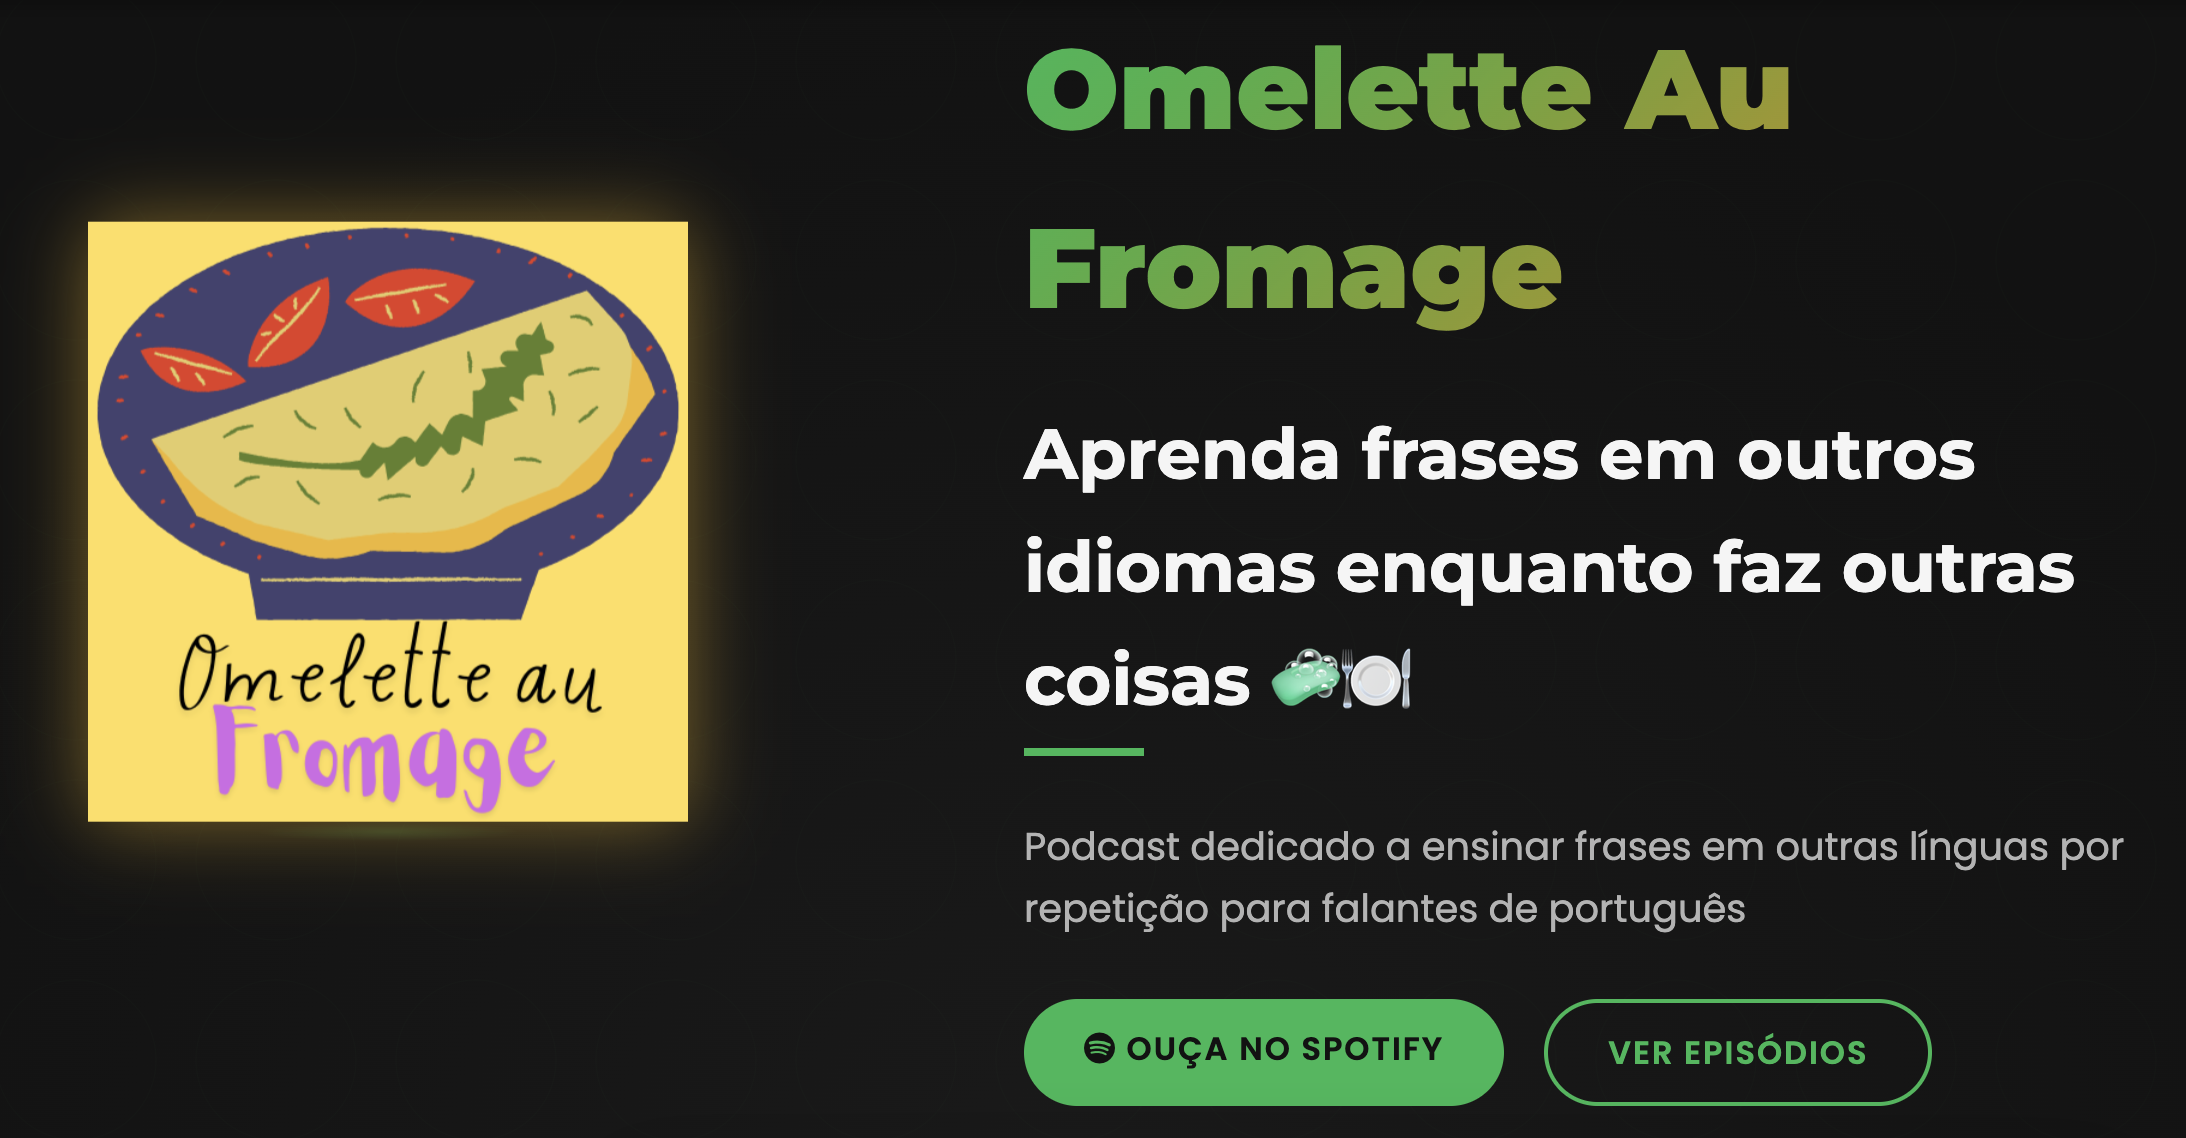 Omelette au
Fromage
Omelette Au
Fromage
Aprenda frases em outros
idiomas enquanto faz outras
coisas 🧼🍽️
Podcast dedicado a ensinar frases em outras línguas por
repetição para falantes de português
OUÇA NO SPOTIFY
VER EPISÓDIOS